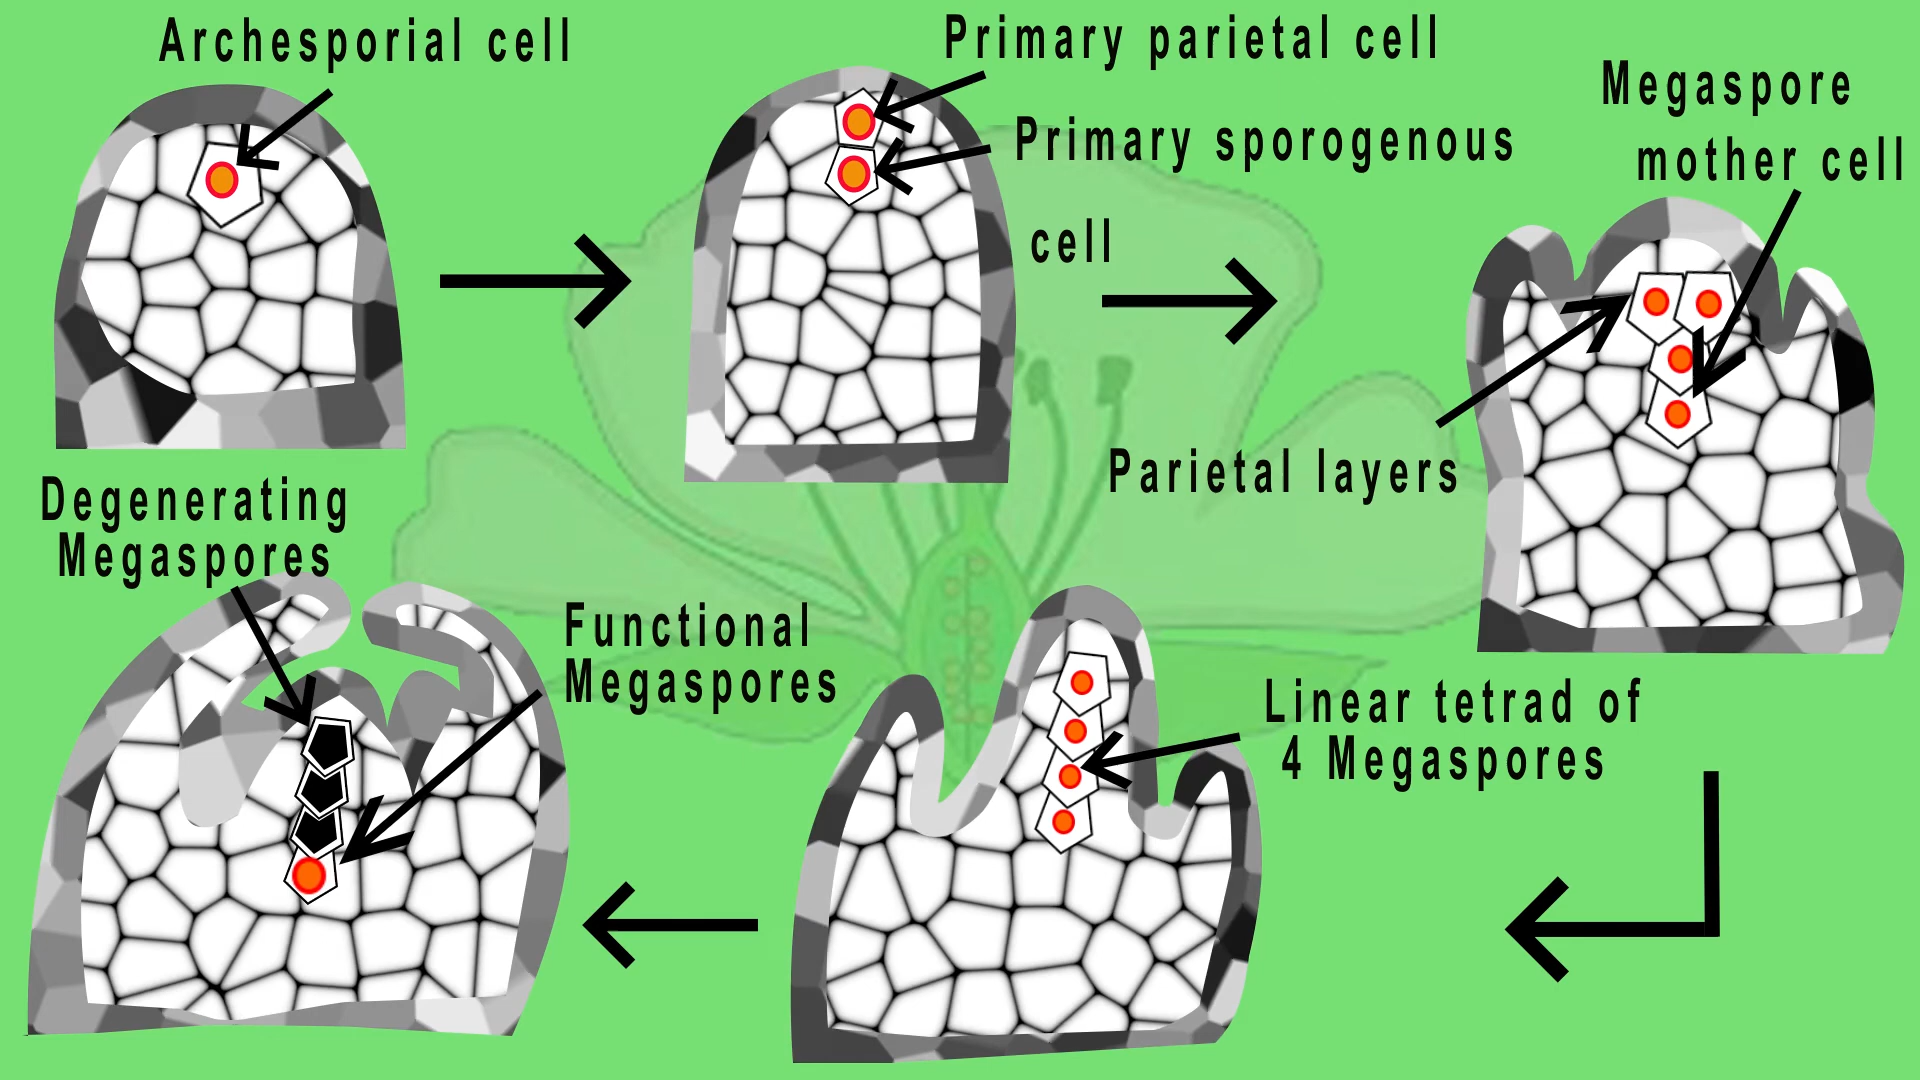 Archesporial cell
Primary parietal cell
Primary sporogenous
cell
Megaspore
mother cell
Parietal layers
Degenerating
Megaspores
Functional
Megaspores
Linear tetrad of
4 Megaspores